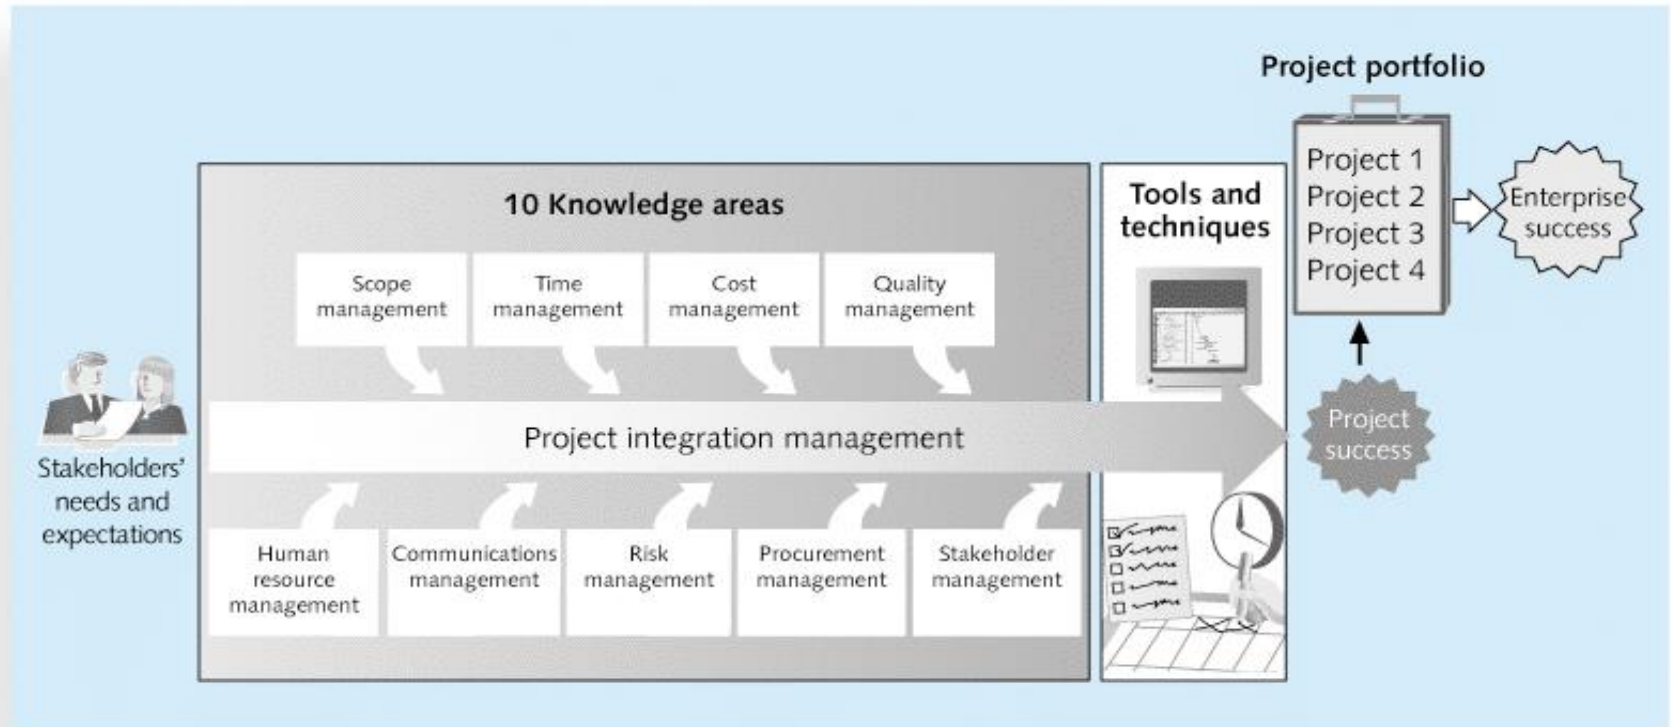 Project portfolio
Project 1
Project 2
Project 3
Project 4
Enterprise
success
10 Knowledge areas
Tools and
techniques
Scope
management
Time
management
Cost
management
Quality
management
Stakeholders'
needs and
expectations
Project integration management
Project
success
Human
resource
management
Communications
management
Risk
management
Procurement
management
Stakeholder
management